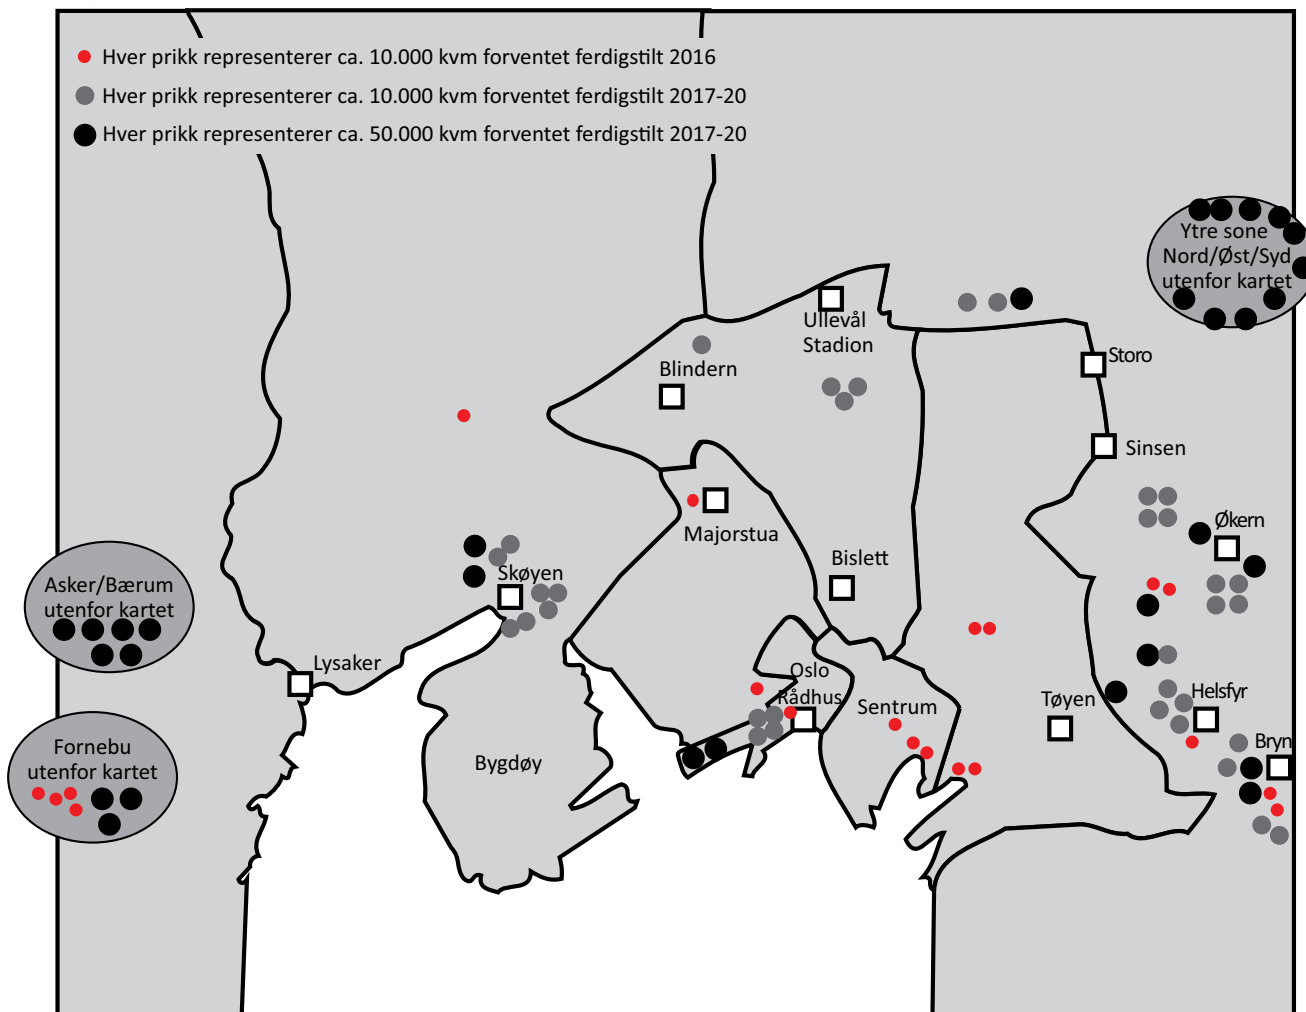 Hver prikk representerer ca. 10.000 kvm forventet ferdigstilt 2016
Hver prikk representerer ca. 10.000 kvm forventet ferdigstilt 2017-20
Hver prikk representerer ca. 50.000 kvm forventet ferdigstilt 2017-20
Ytre sone
Nord/Øst/Syd
utenfor kartet
Ullevål
Stadion
Blindern
Storo
Sinsen
Majorstua
Økern
Bislett
Skøyen
Asker/Bærum
utenfor kartet
Lysaker
Oslo
Rådhus
Sentrum
Tøyen
Helsfyr
Bryn
Fornebu
utenfor kartet
Bygdøy